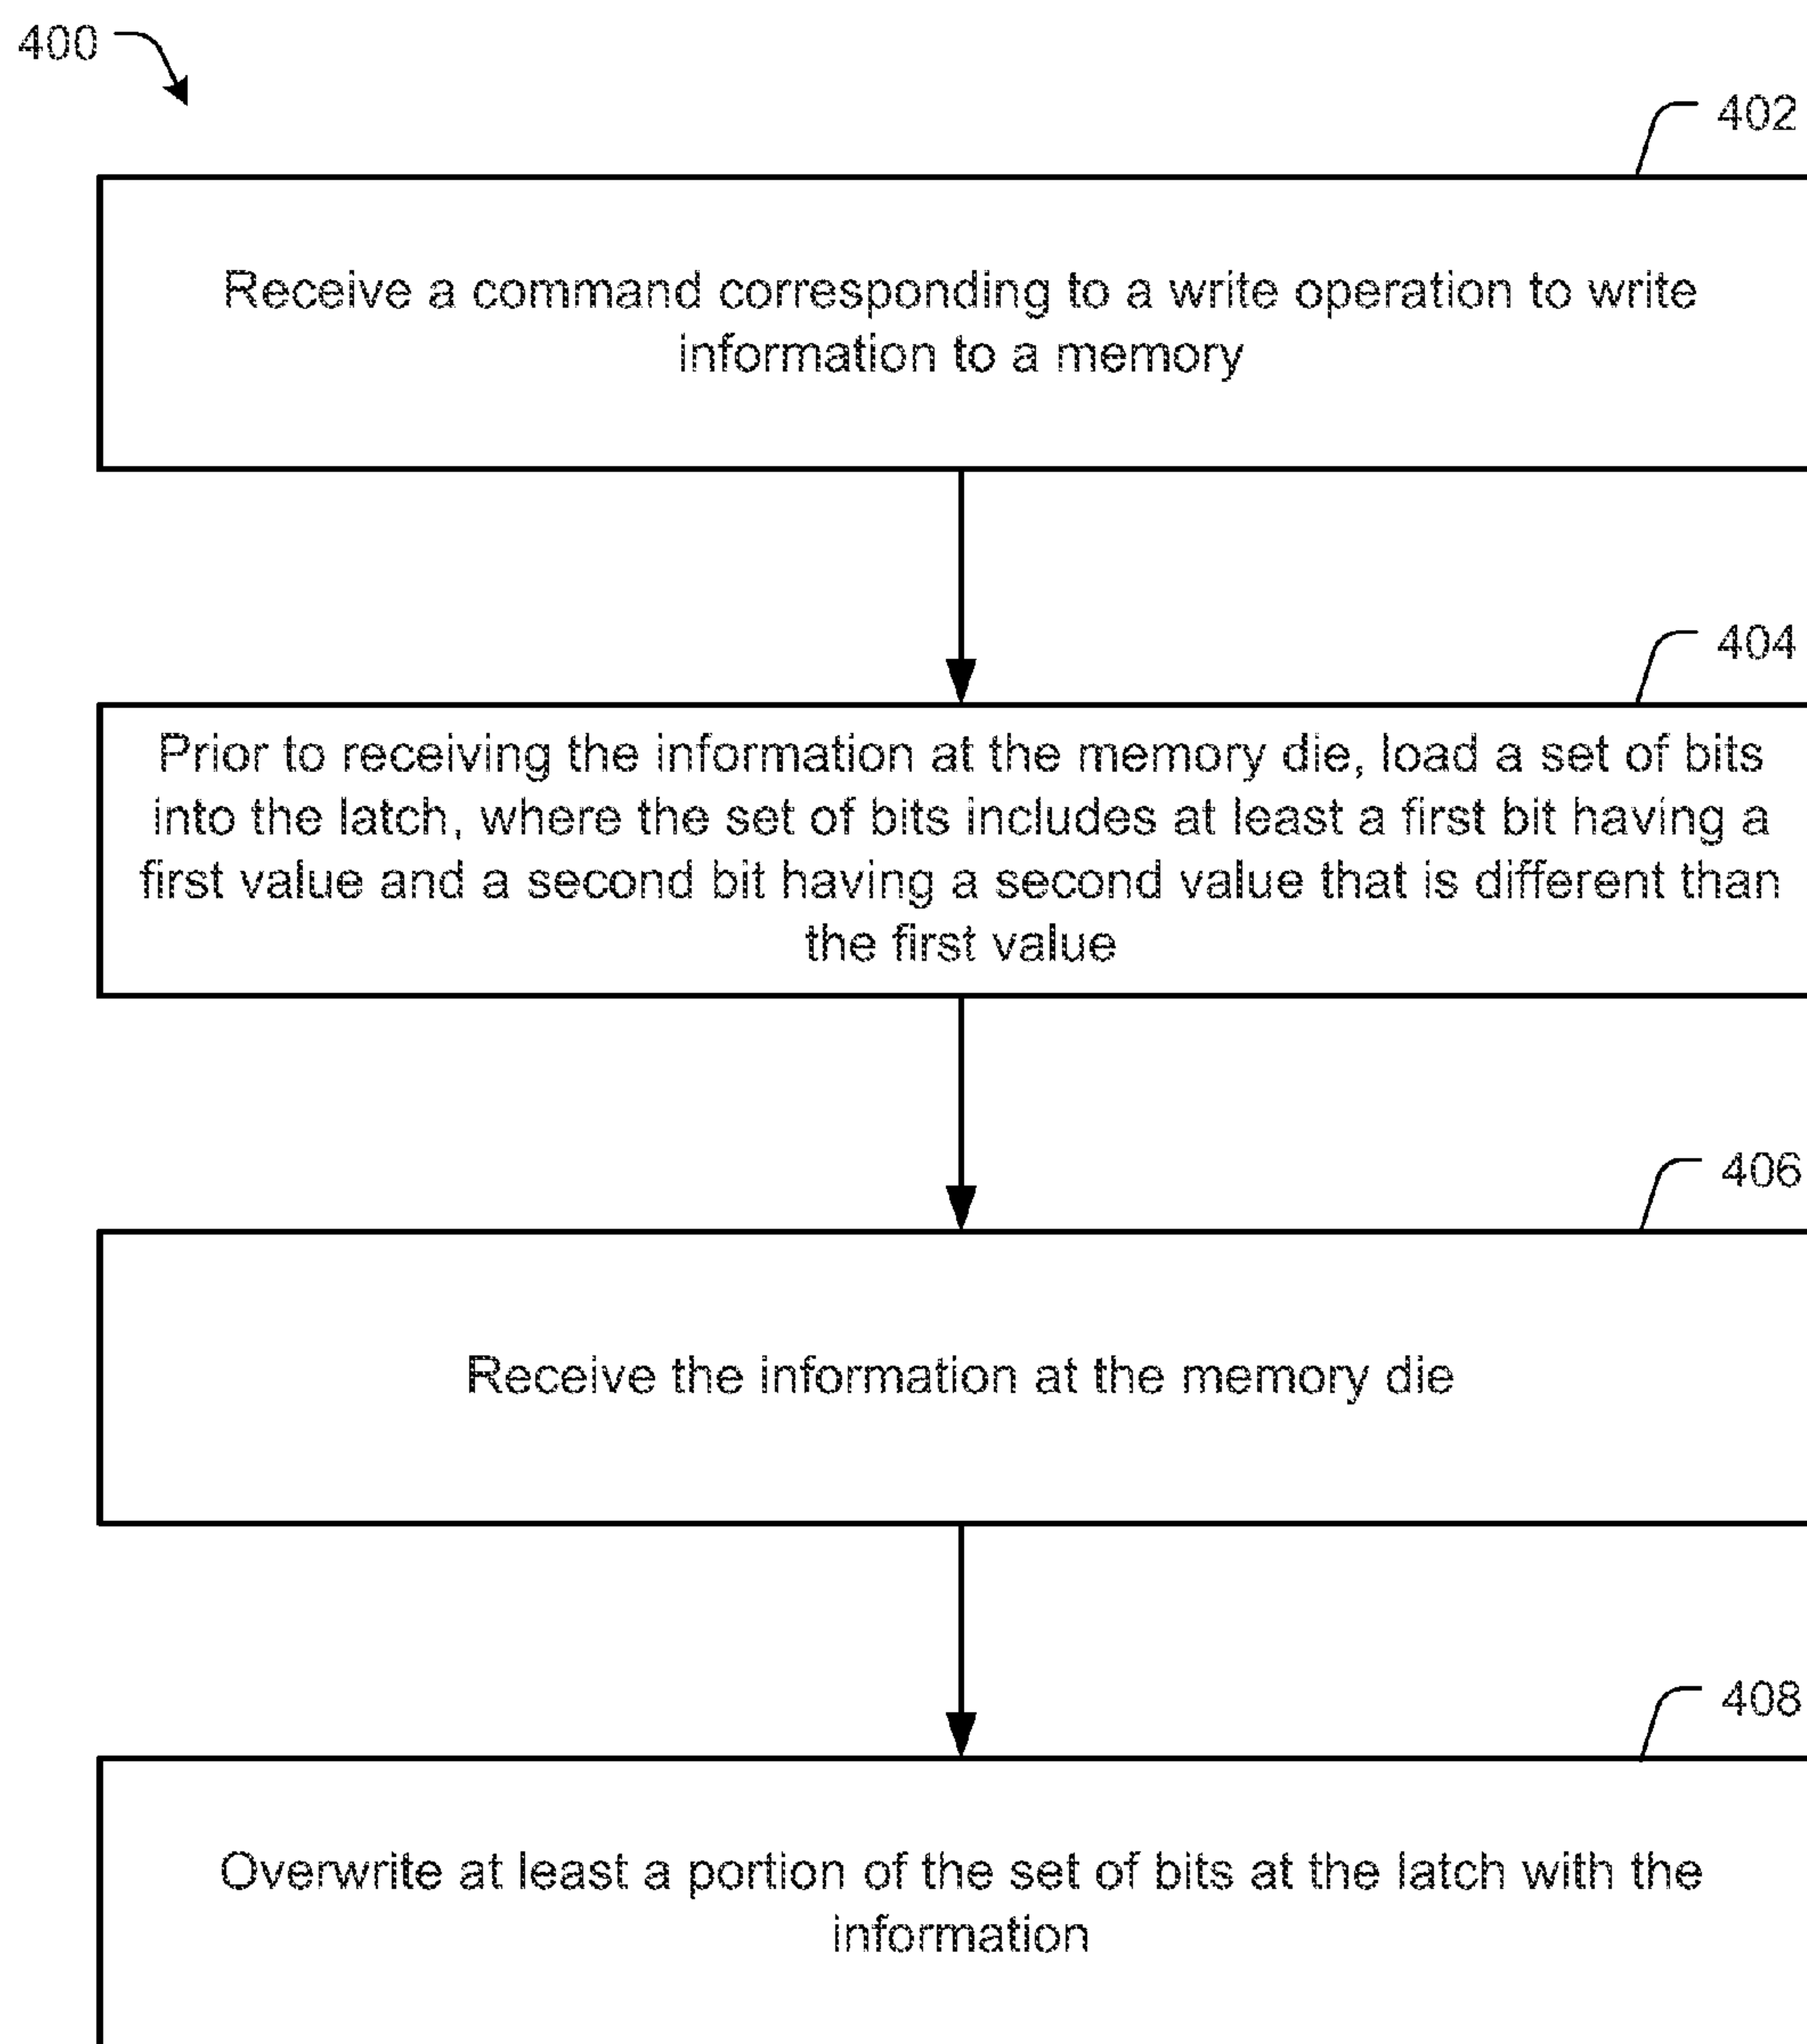 400
402
Receive a command corresponding to a write operation to write
information to a memory
404
Prior to receiving the information at the memory die, load a set of bits
into the latch, where the set of bits includes at least a first bit having a
first value and a second bit having a second value that is different than
the first value
406
Receive the information at the memory die
408
Overwrite at least a portion of the set of bits at the latch with the
information